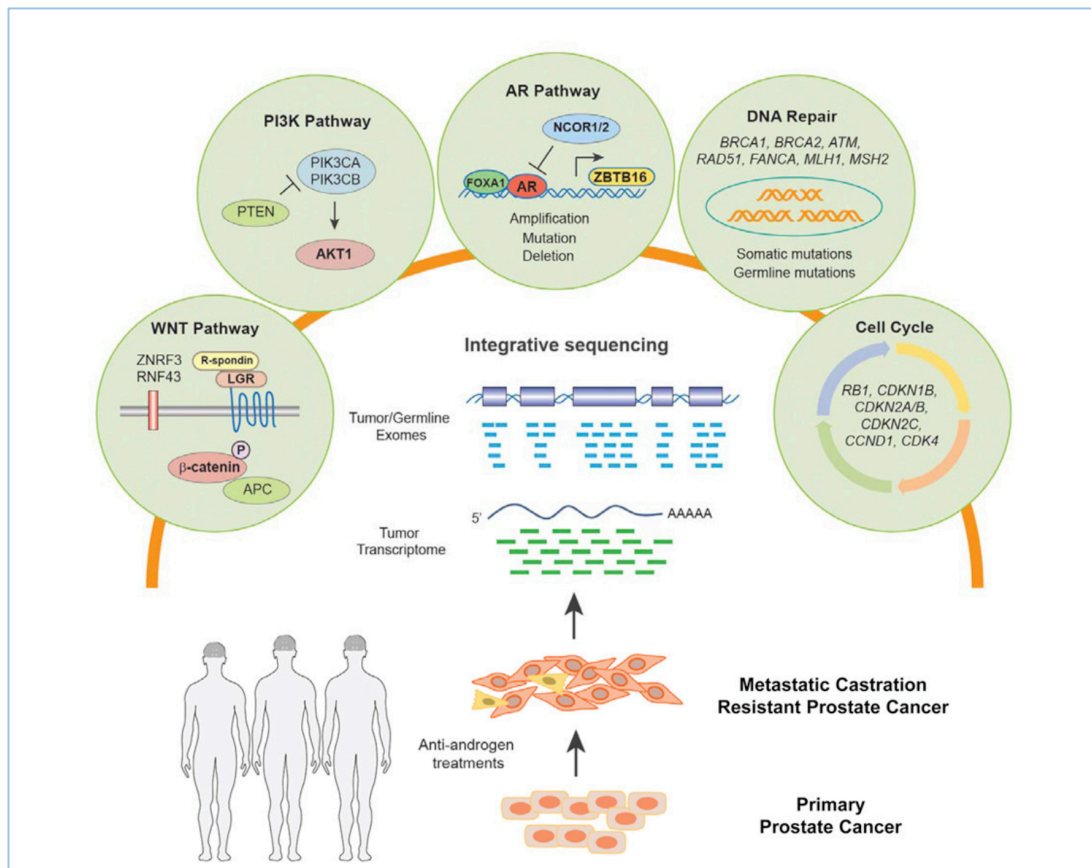 AR Pathway
NCOR1/2
FOXA1
AR
ZBTB16
Amplification
Mutation
Deletion
PI3K Pathway
PIK3CA
PIK3CB
PTEN
AKT1
DNA Repair
BRCA1, BRCA2, ATM,
RAD51, FANCA, MLH1, MSH2
Somatic mutations
Germline mutations
WNT Pathway
ZNRF3
RNF43
R-spondin
LGR
P
β-catenin
APC
Cell Cycle
RB1, CDKN1B,
CDKN2A/B,
CDKN2C,
CCND1, CDK4
Integrative sequencing
Tumor/Germline
Exomes
5'
AAAAA
Tumor
Transcriptome
Metastatic Castration
Resistant Prostate Cancer
Anti-androgen
treatments
Primary
Prostate Cancer